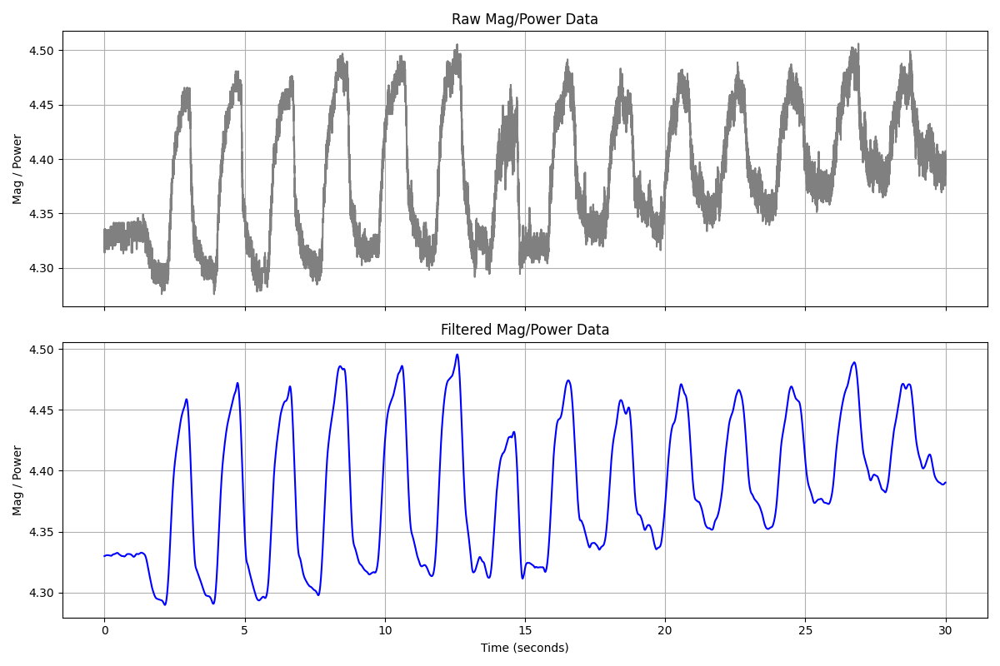 Raw Mag/Power Data
4.50
4.45
4.40
4.35
4.30
Mag / Power
Filtered Mag/Power Data
4.50
4.45
4.40
4.35
4.30
Mag / Power
0 5 10 15 20 25 30
Time (seconds)